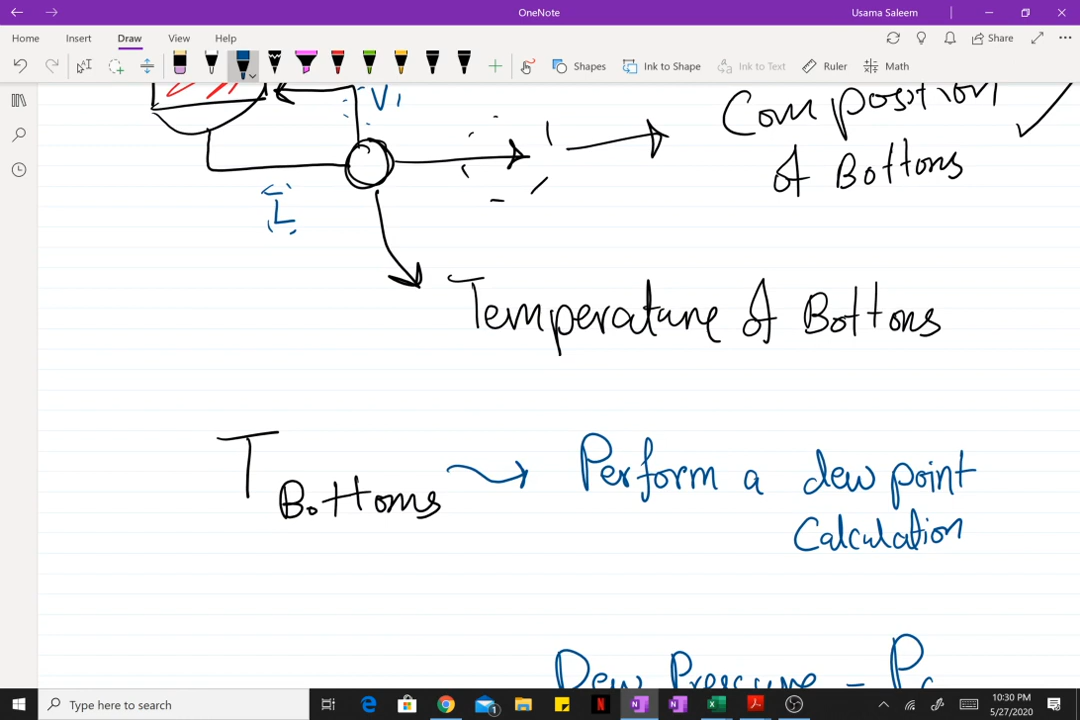 OneNote
Usama Saleem
Home Insert Draw View Help
Share
Shapes
Ink to Shape
Ink to Text
Ruler
Math
V
L
Composition
of Bottons
Temperature of Bottons
T Bottoms
Perform a dew point
Calculation
Dew Pressure -
Type here to search
10:30 PM
5/27/2020